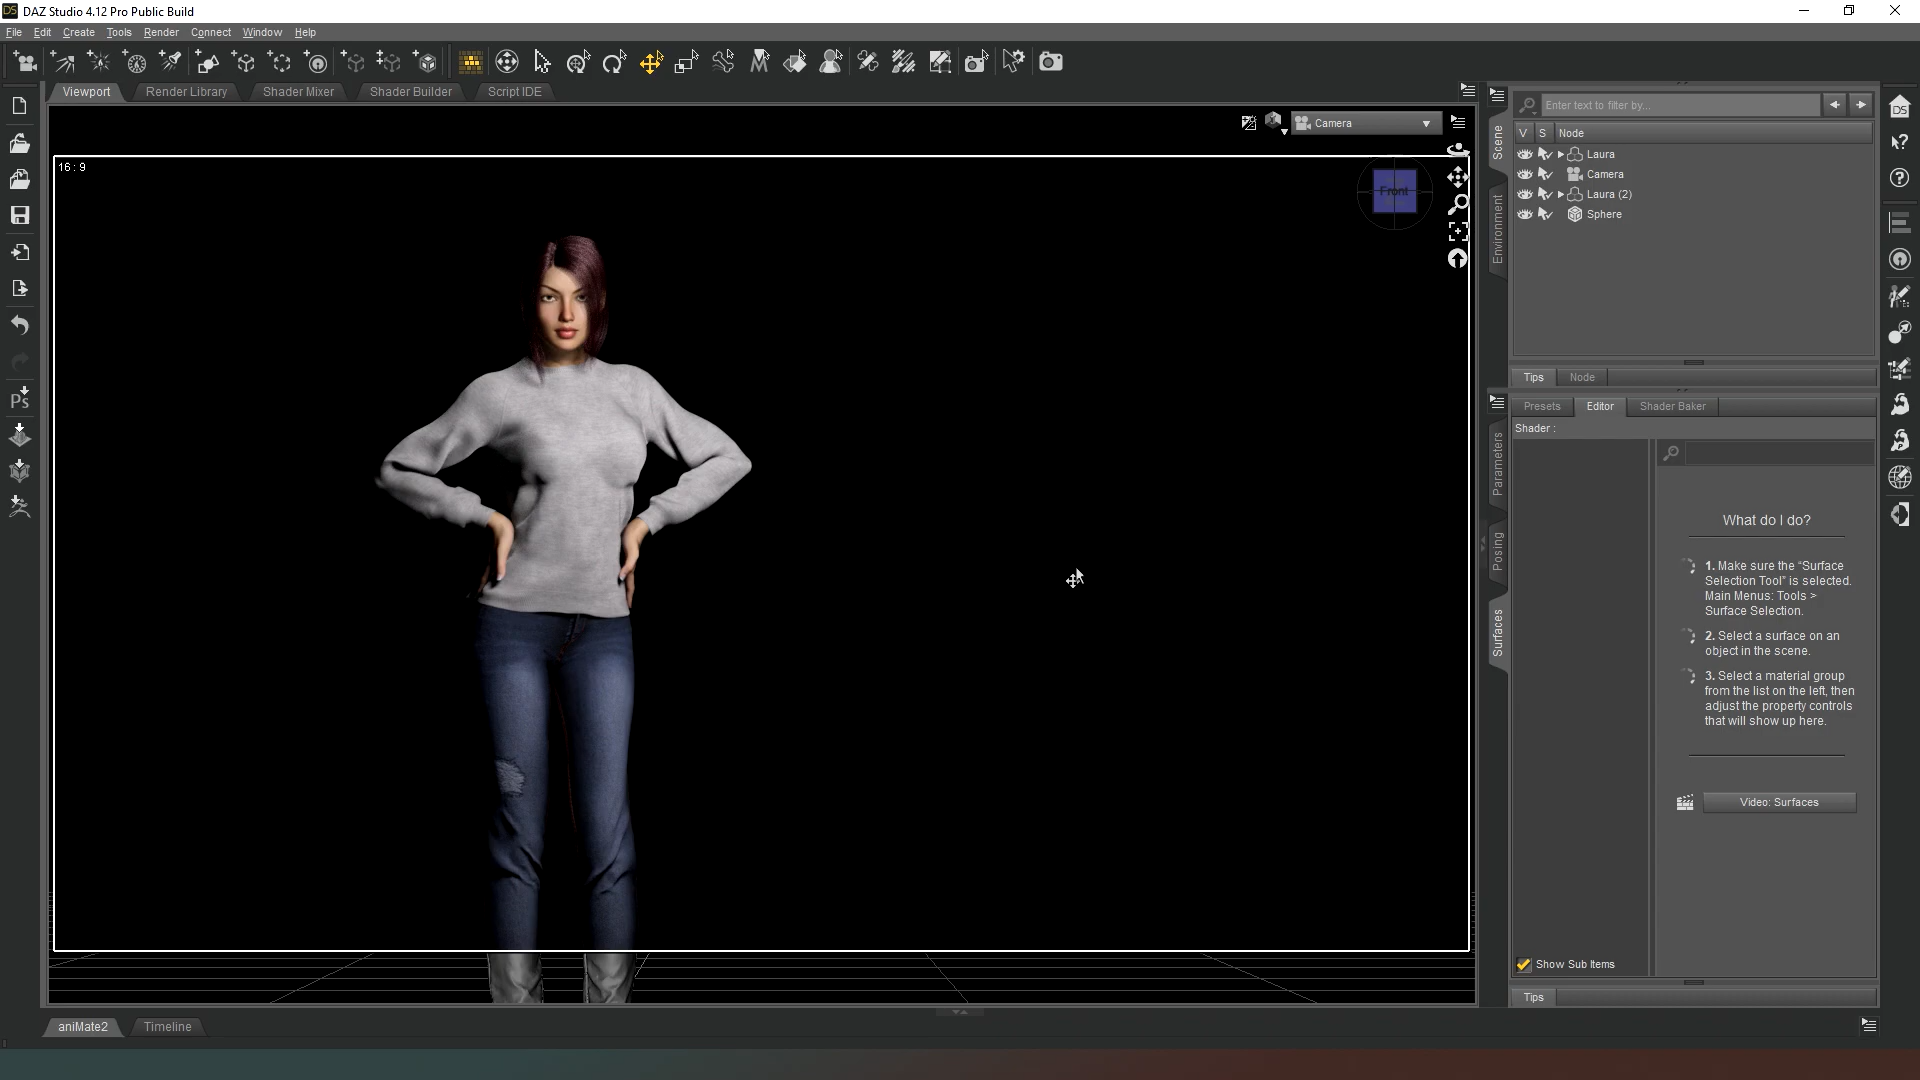 DS DAZ Studio 4.12 Pro Public Build
File Edit Create Tools Render Connect Window Help
Viewport Render Library Shader Mixer Shader Builder Script IDE
Camera
16 : 9
Front
Enter text to filter by...
V S Node
Laura
Camera
Laura (2)
Sphere
Scene
Environment
Tips Node
Presets Editor Shader Baker
Shader :
Parameters
Posing
Surfaces
What do I do?
1. Make sure the “Surface
Selection Tool” is selected.
Main Menus: Tools >
Surface Selection.
2. Select a surface on an
object in the scene.
3. Select a material group
from the list on the left, then
adjust the property controls
that will show up here.
Video: Surfaces
Show Sub Items
Tips
aniMate2 Timeline
Ps
DS